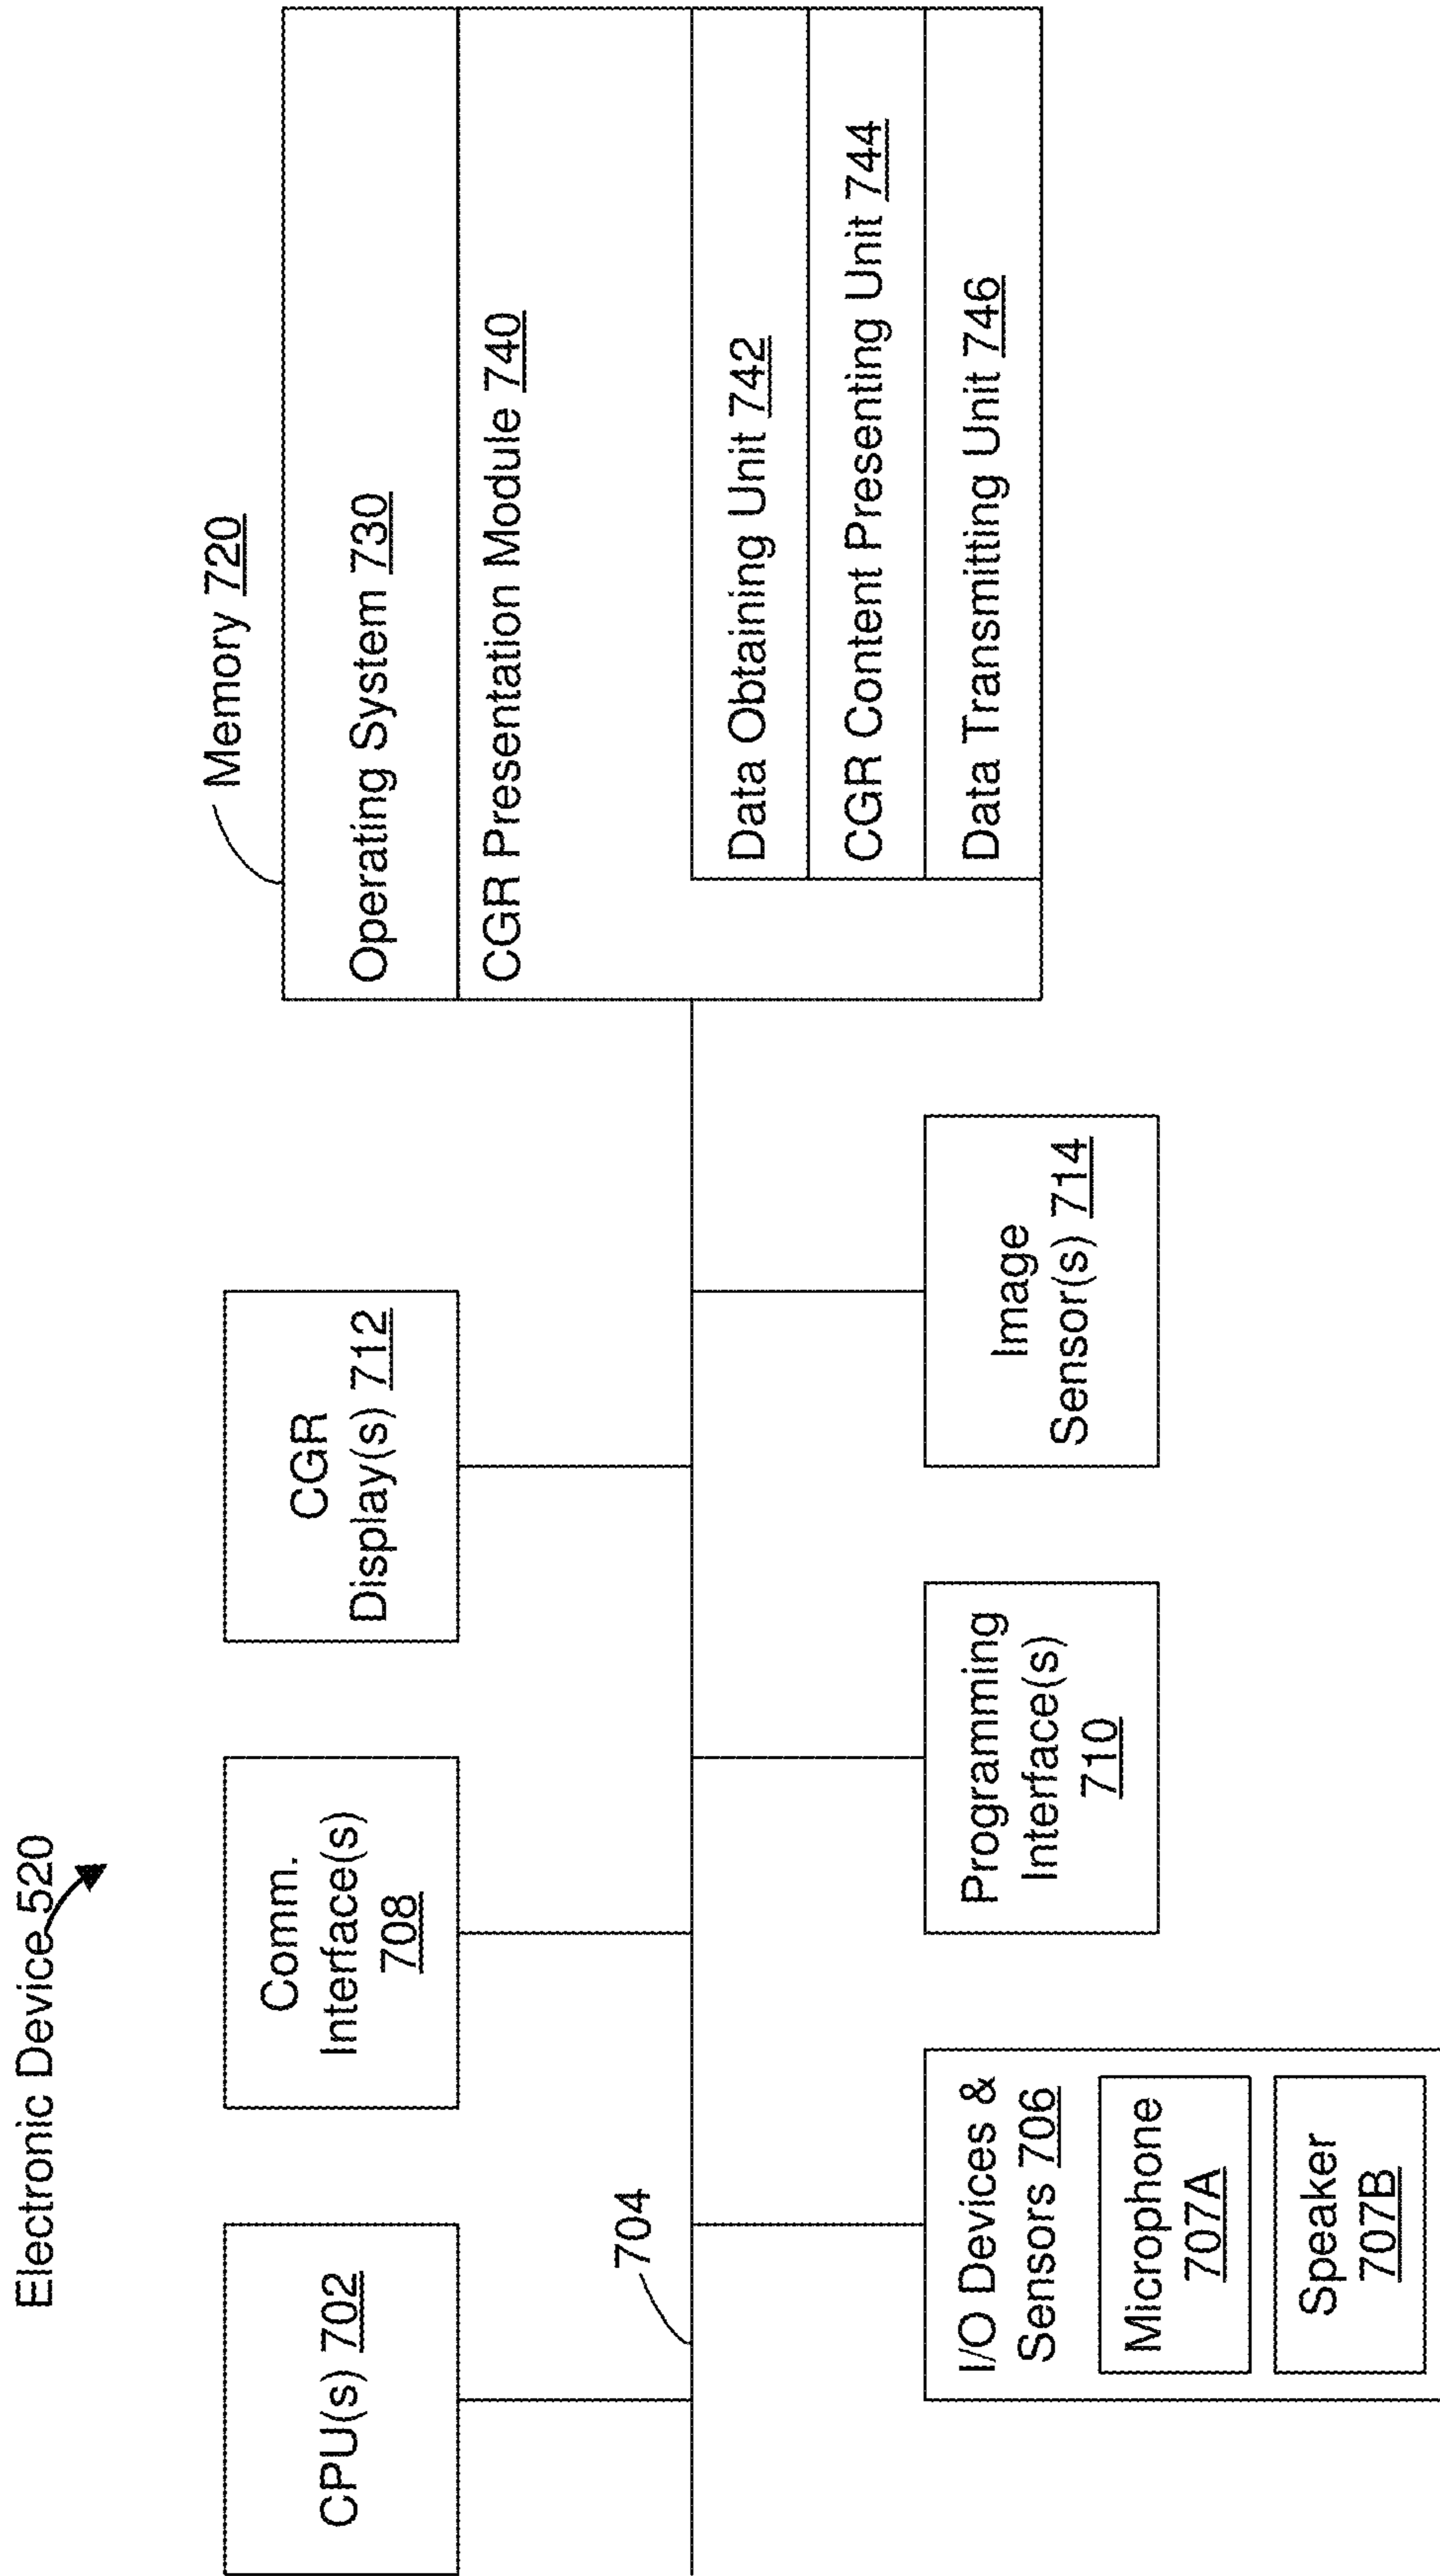 Electronic Device 520
CPU(s) 702
Comm.
Interface(s)
708
CGR
Display(s) 712
Memory 720
Operating System 730
CGR Presentation Module 740
Data Obtaining Unit 742
CGR Content Presenting Unit 744
Data Transmitting Unit 746
704
I/O Devices &
Sensors 706
Microphone
707A
Speaker
707B
Programming
Interface(s)
710
Image
Sensor(s) 714